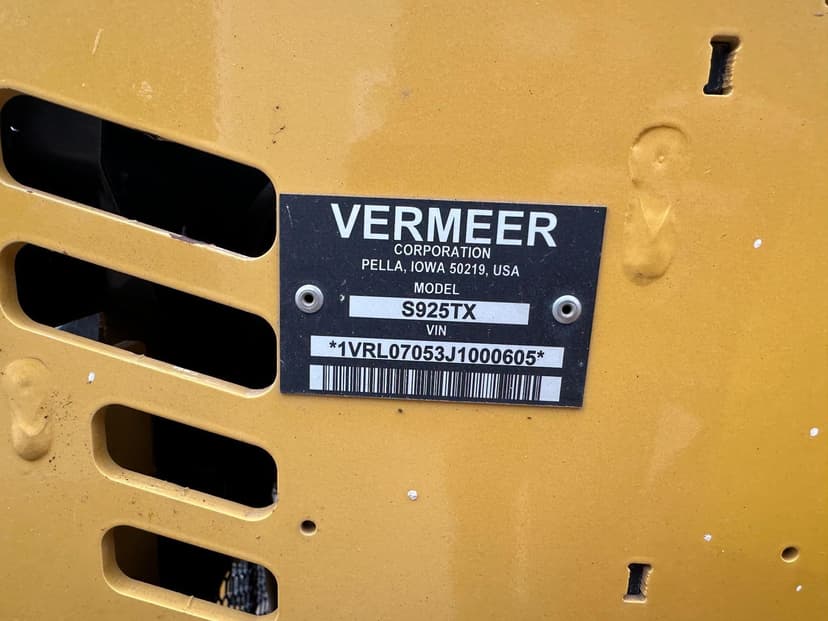 VERMEER
CORPORATION
PELLA, IOWA 50219, USA
MODEL
S925TX
VIN
*1VRL07053J1000605*